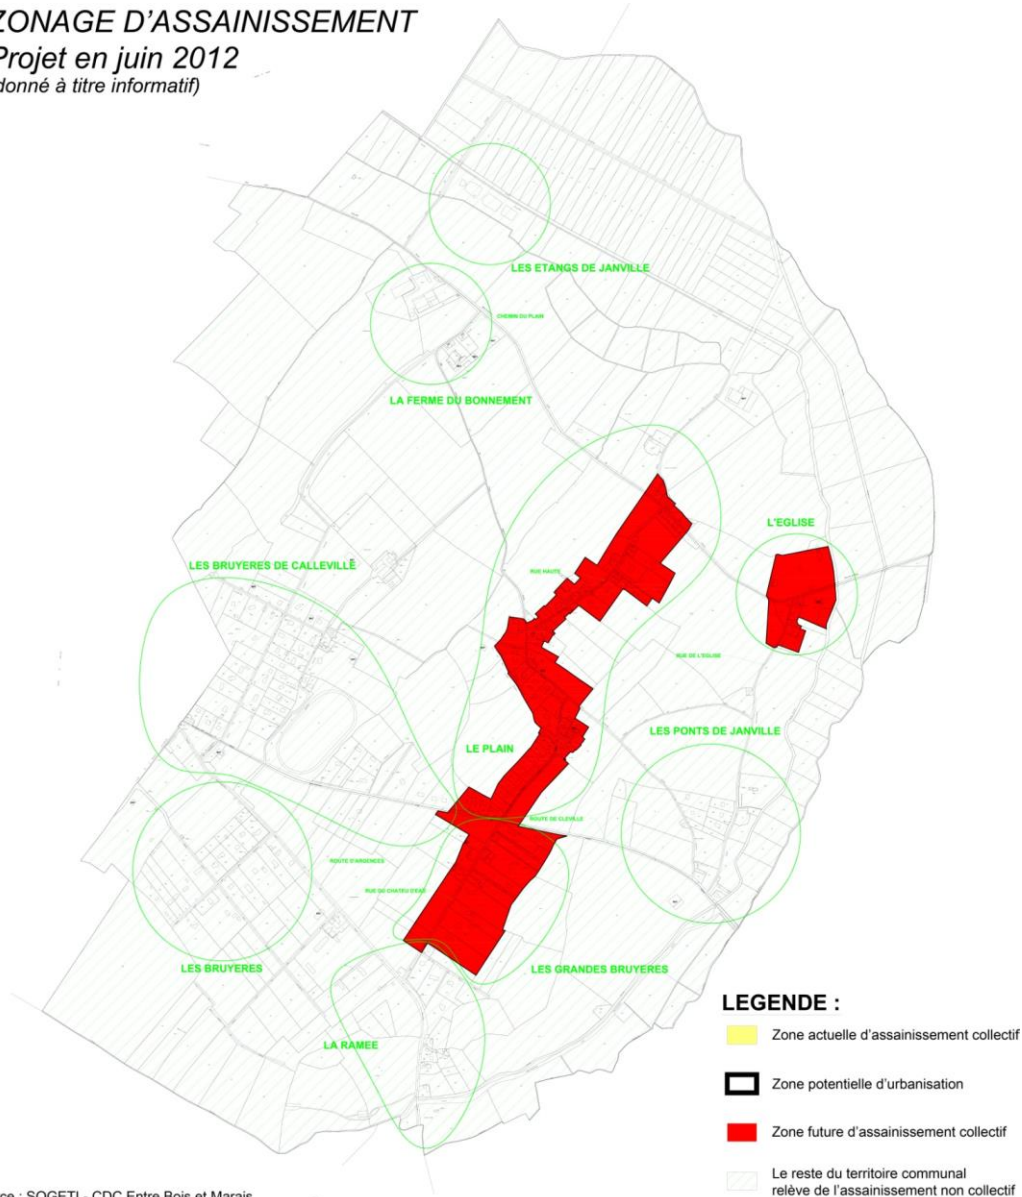 ZONAGE D'ASSAINISSEMENT
Projet en juin 2012
donné à titre informatif)
LES ETANGS DE JANVILLE
CHEMIN DU PLAIN
LA FERME DU BONNEMENT
L'EGLISE
LES BRUYERES DE CALLEVILLE
RUE HAUTE
RUE DE L'EGLISE
LES PONTS DE JANVILLE
LE PLAIN
ROUTE DE CLEVILLE
ROUTE D'ARGENCES
RUE DU CHATEU D'EAU
LES BRUYERES
LES GRANDES BRUYERES
LA RAMEE
LEGENDE :
Zone actuelle d'assainissement collectif
Zone potentielle d'urbanisation
Zone future d'assainissement collectif
Le reste du territoire communal
relève de l'assainissement non collectif
ce : SOGETI - CDC Entre Bois et Marais